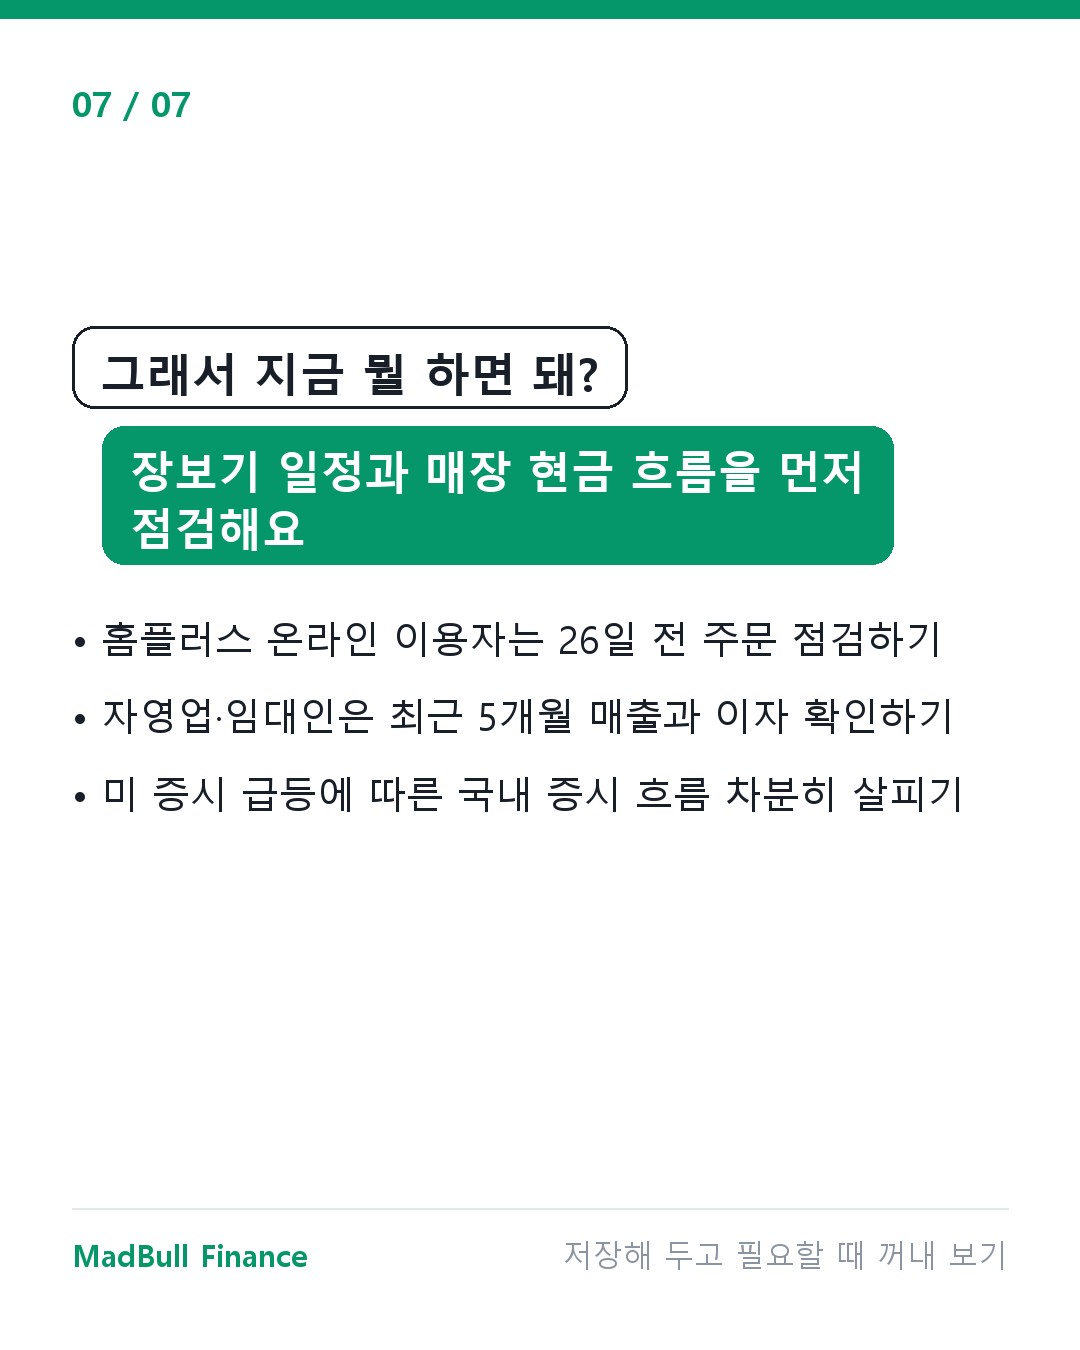 07 / 07
그래서 지금 뭘 하면 돼?
장보기 일정과 매장 현금 흐름을 먼저
점검해요
• 홈플러스 온라인 이용자는 26일 전 주문 점검하기
• 자영업·임대인은 최근 5개월 매출과 이자 확인하기
• 미 증시 급등에 따른 국내 증시 흐름 차분히 살피기
MadBull Finance
저장해 두고 필요할 때 꺼내 보기